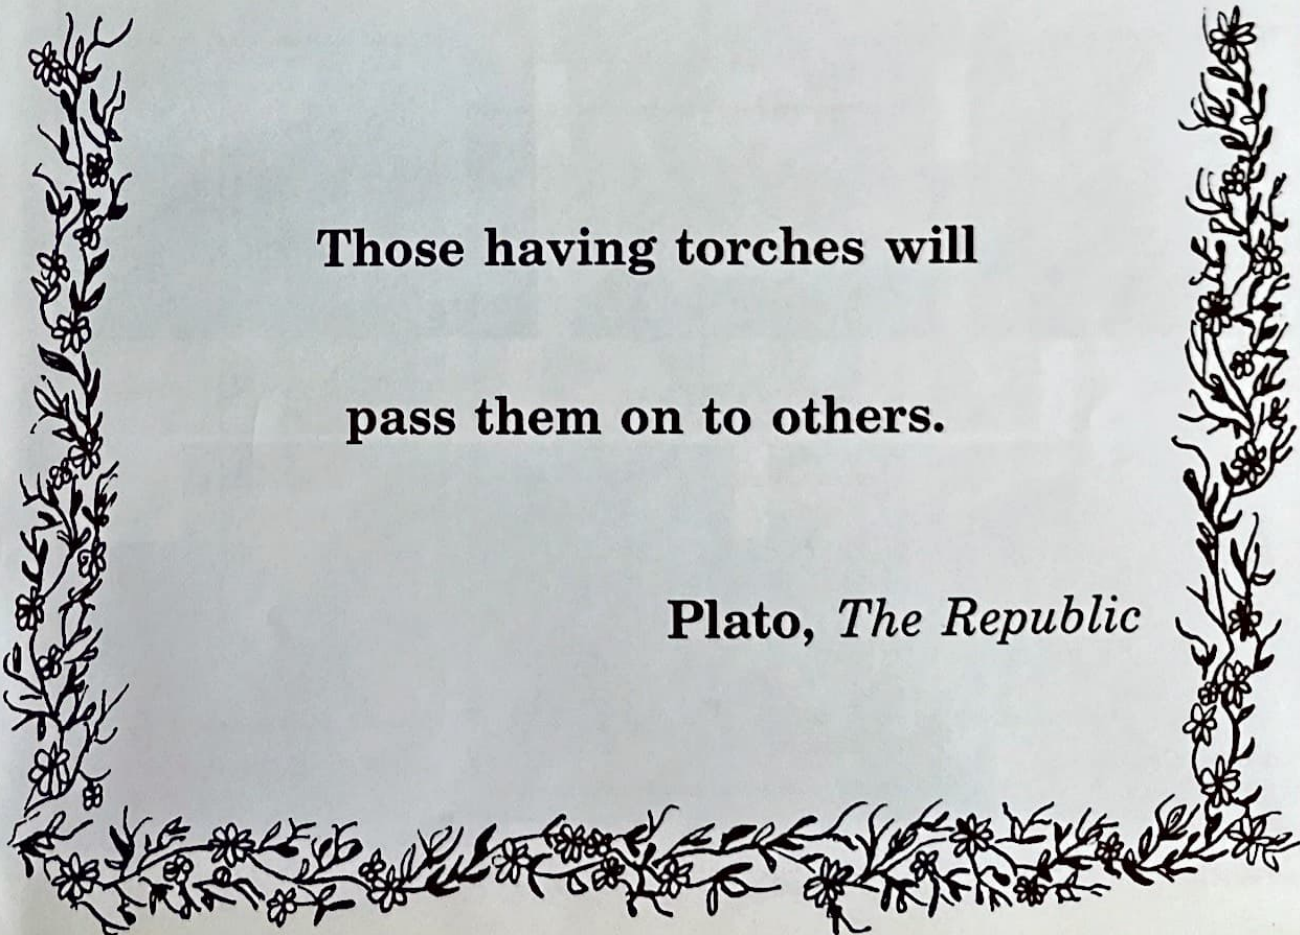 Those having torches will
pass them on to others.
Plato, The Republic